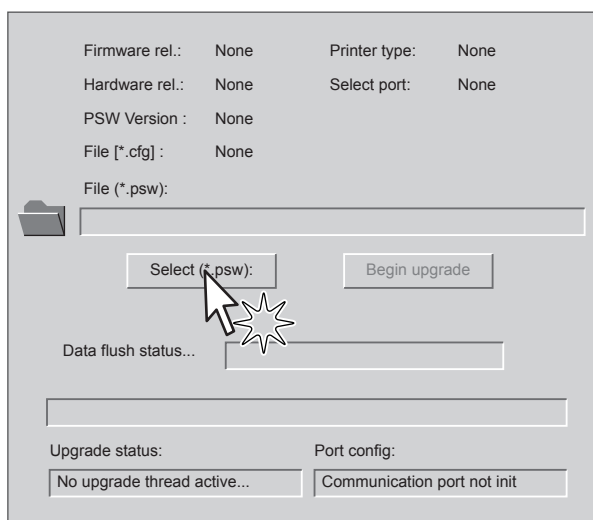 Firmware rel.: None Printer type: None
Hardware rel.: None Select port: None
PSW Version : None
File [*.cfg] : None
File (*.psw):
Select (*.psw): Begin upgrade
Data flush status...
Upgrade status: Port config:
No upgrade thread active... Communication port not init